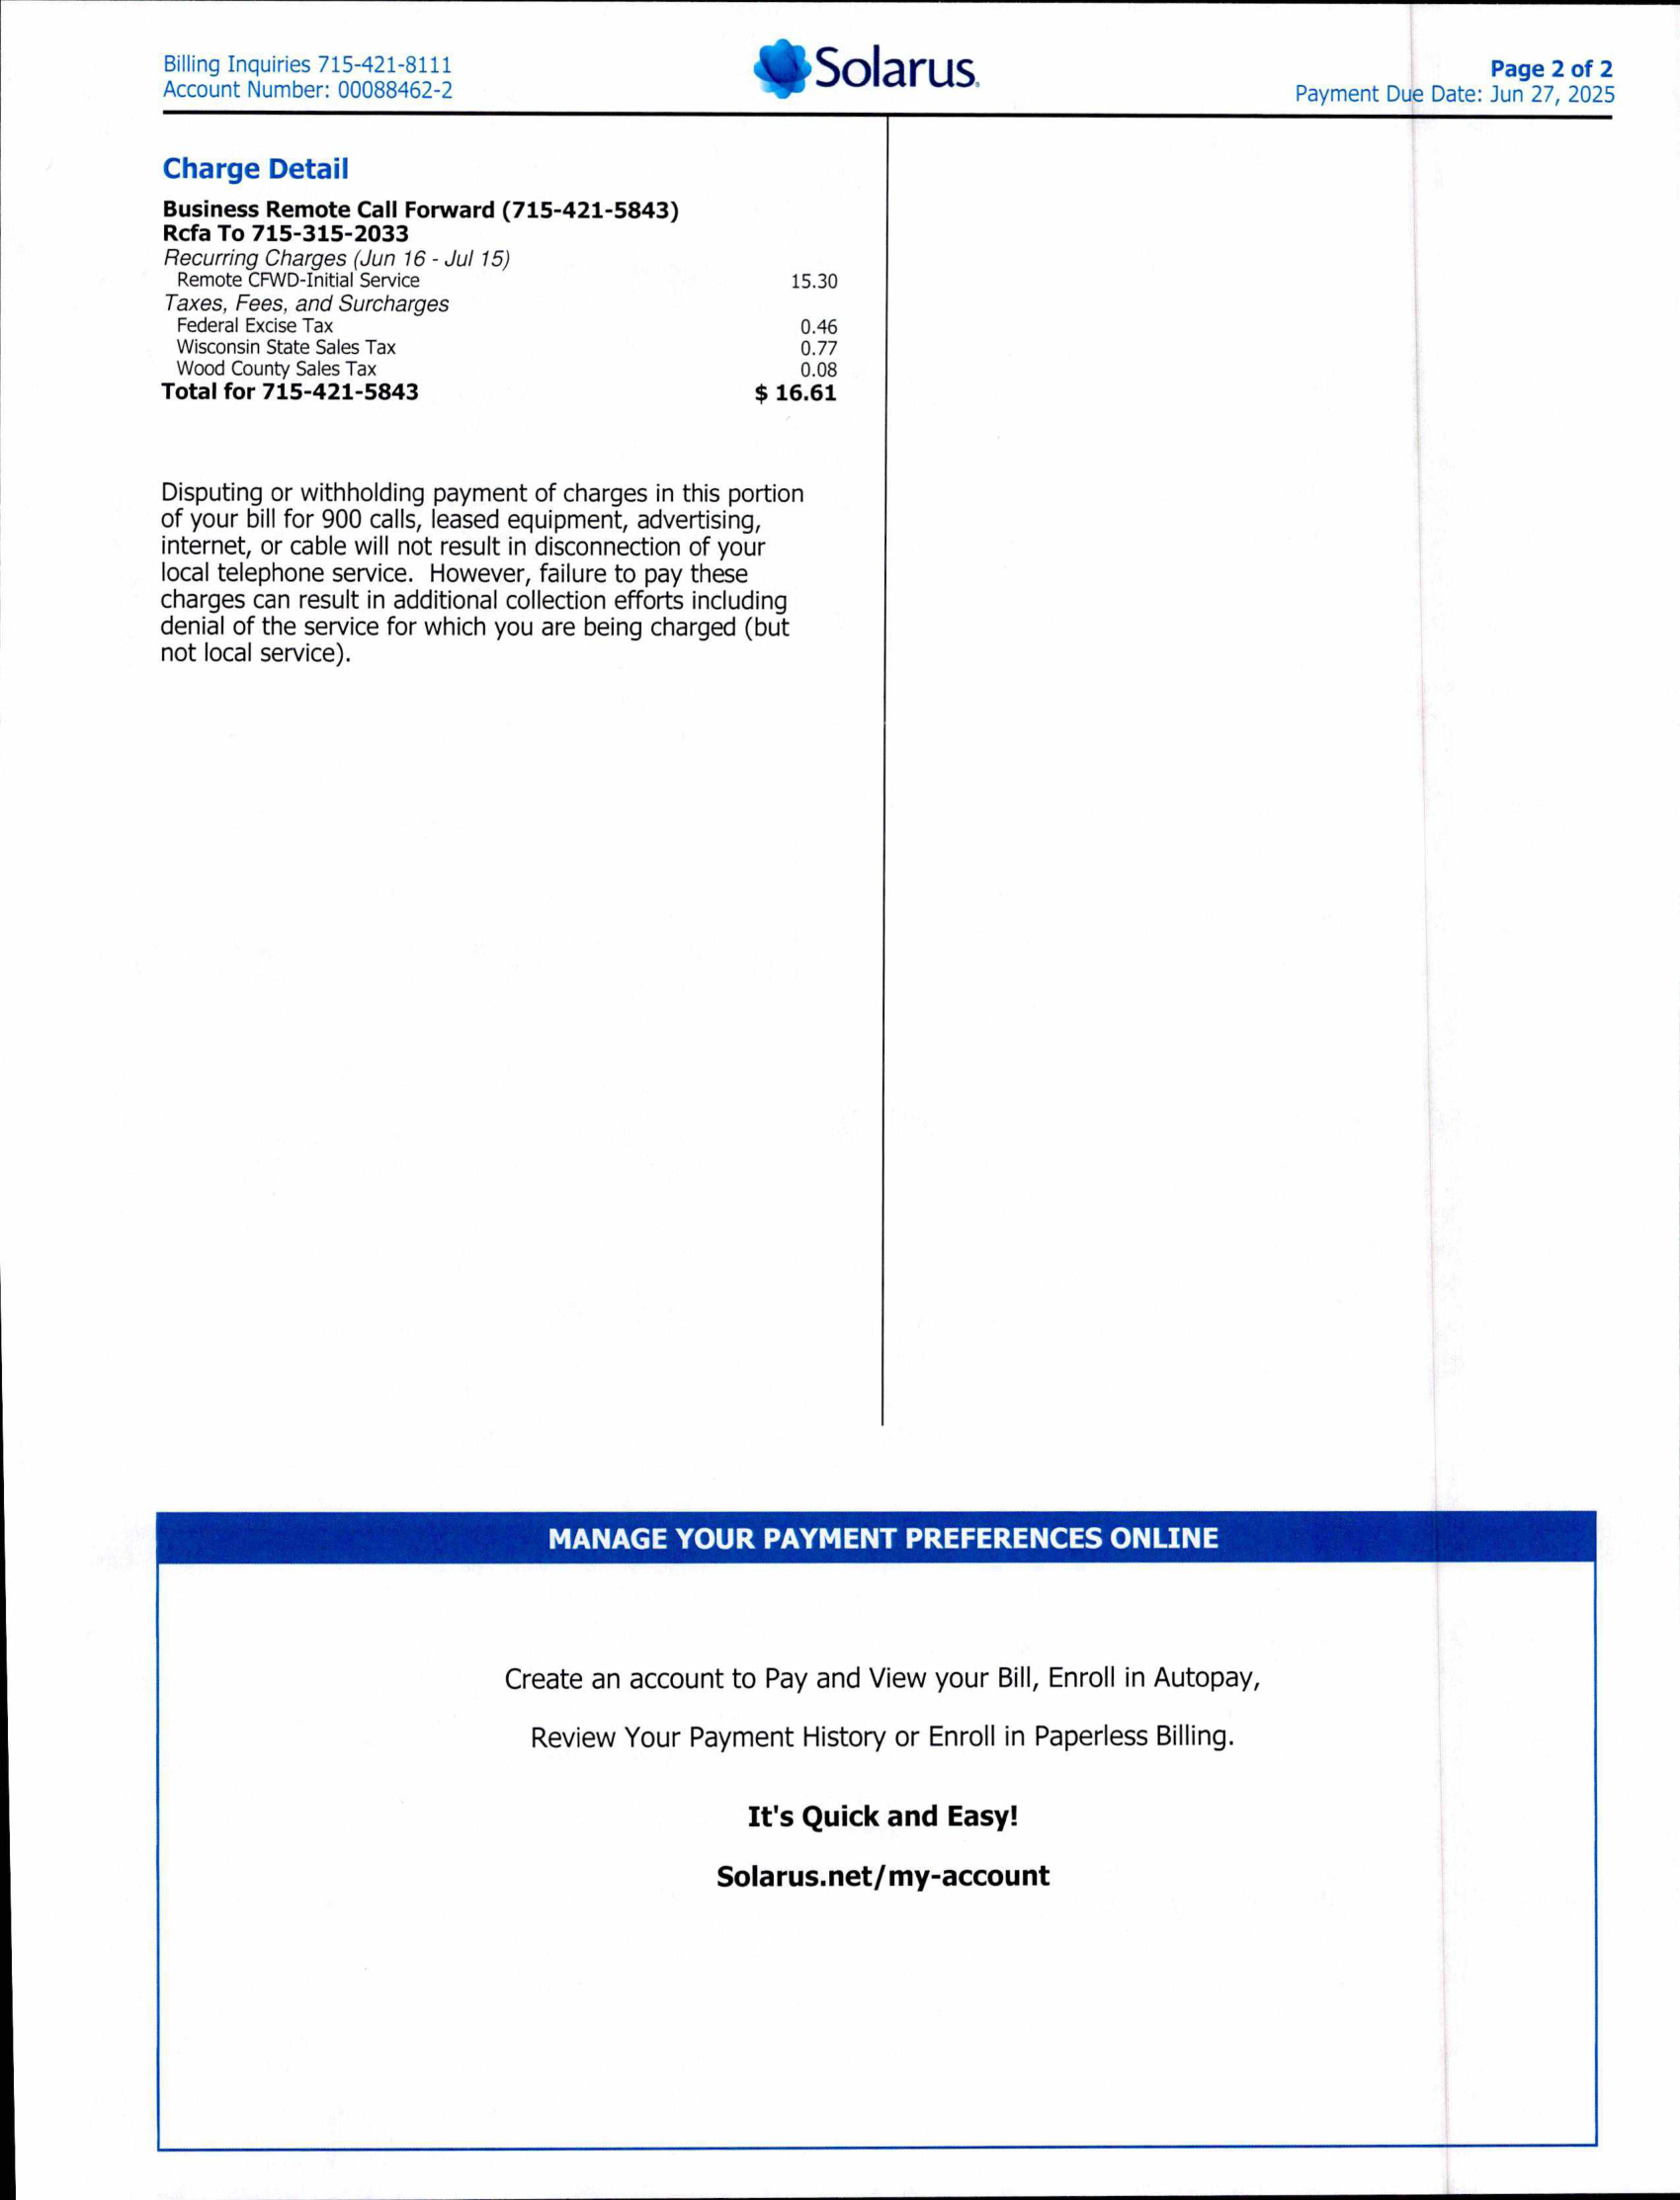 Billing Inquiries 715-421-8111
Account Number: 00088462-2
Solarus
Page 2 of 2
Payment Due Date: Jun 27, 2025
Charge Detail
Business Remote Call Forward (715-421-5843)
Rcfa To 715-315-2033
Recurring Charges (Jun 16 - Jul 15)
Remote CFWD-Initial Service 15.30
Taxes, Fees, and Surcharges
Federal Excise Tax 0.46
Wisconsin State Sales Tax 0.77
Wood County Sales Tax 0.08
Total for 715-421-5843 $ 16.61
Disputing or withholding payment of charges in this portion
of your bill for 900 calls, leased equipment, advertising,
internet, or cable will not result in disconnection of your
local telephone service. However, failure to pay these
charges can result in additional collection efforts including
denial of the service for which you are being charged (but
not local service).
MANAGE YOUR PAYMENT PREFERENCES ONLINE
Create an account to Pay and View your Bill, Enroll in Autopay,
Review Your Payment History or Enroll in Paperless Billing.
It's Quick and Easy!
Solarus.net/my-account